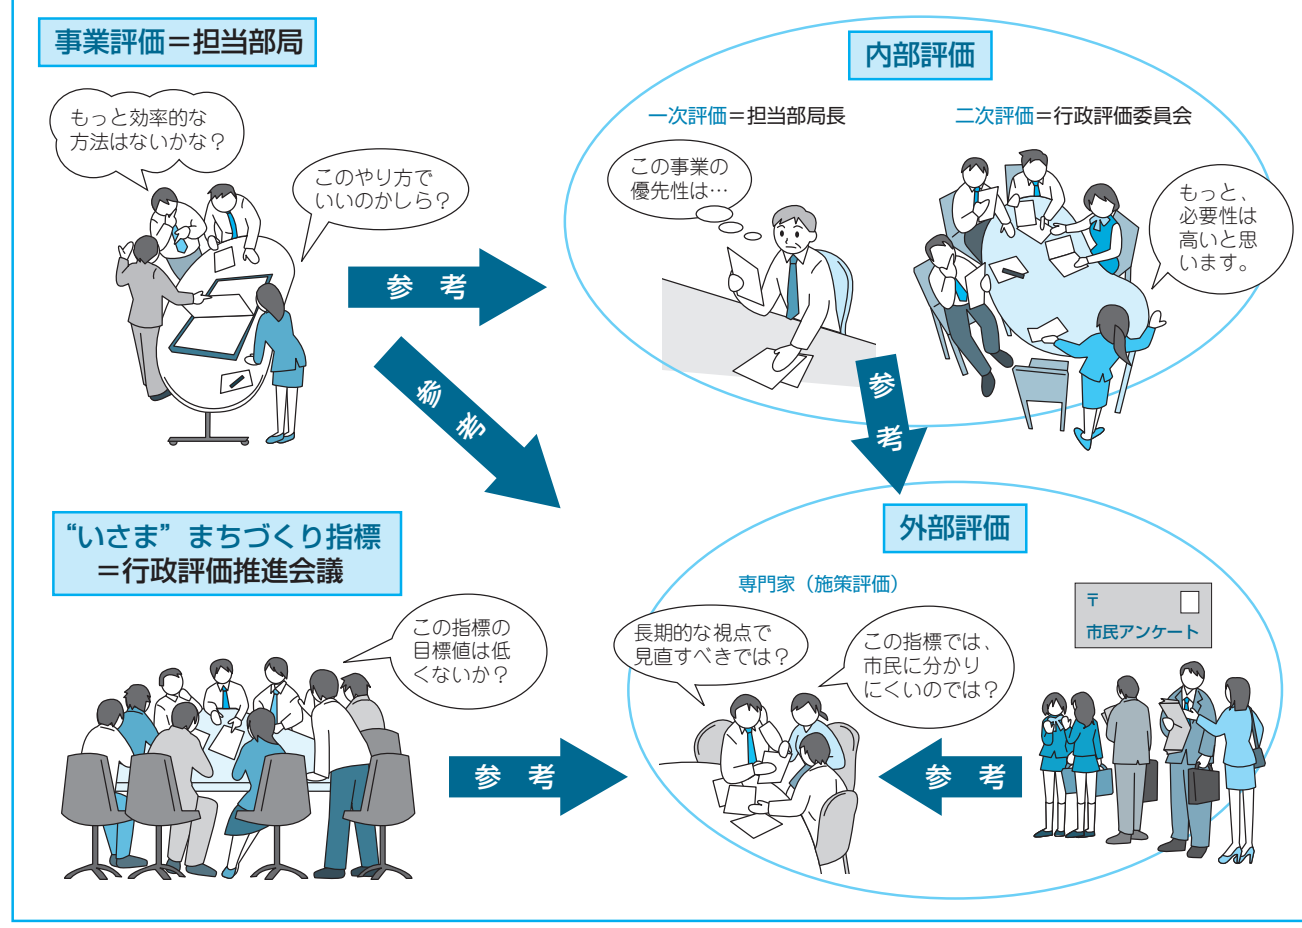 事業評価＝担当部局
もっと効率的な
方法はないかな？
このやり方で
いいのかしら？
参　考
参　考
内部評価
一次評価＝担当部局長
この事業の
優先性は…
二次評価＝行政評価委員会
もっと、
必要性は
高いと思
います。
参　考
“いさま”まちづくり指標
＝行政評価推進会議
この指標の
目標値は低
くないか？
参　考
外部評価
専門家（施策評価）
長期的な視点で
見直すべきでは？
この指標では、
市民に分かり
にくいのでは？
参　考
〒
市民アンケート